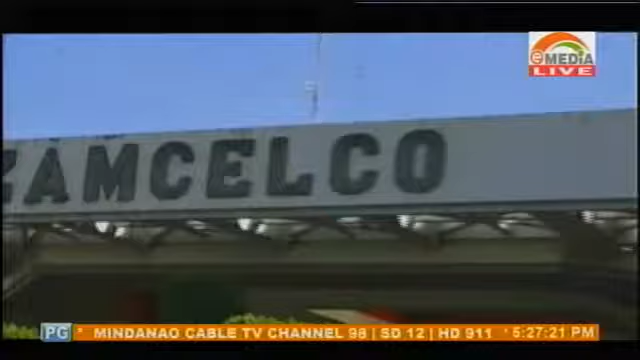 eMEDIA
LIVE
ZAMCELCO
PG * MINDANAO CABLE TV CHANNEL 98 | SD 12 | HD 911 * 5:27:21 PM